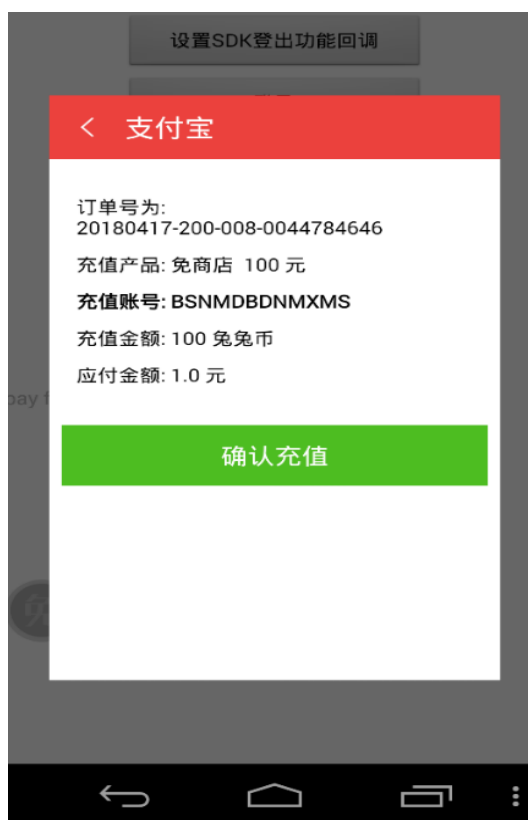 设置SDK登出功能回调
支付宝
订单号为:
20180417-200-008-0044784646
充值产品: 免商店 100 元
充值账号: BSNMDBDNMXMS
充值金额: 100 兔兔币
应付金额: 1.0 元
pay f
确认充值